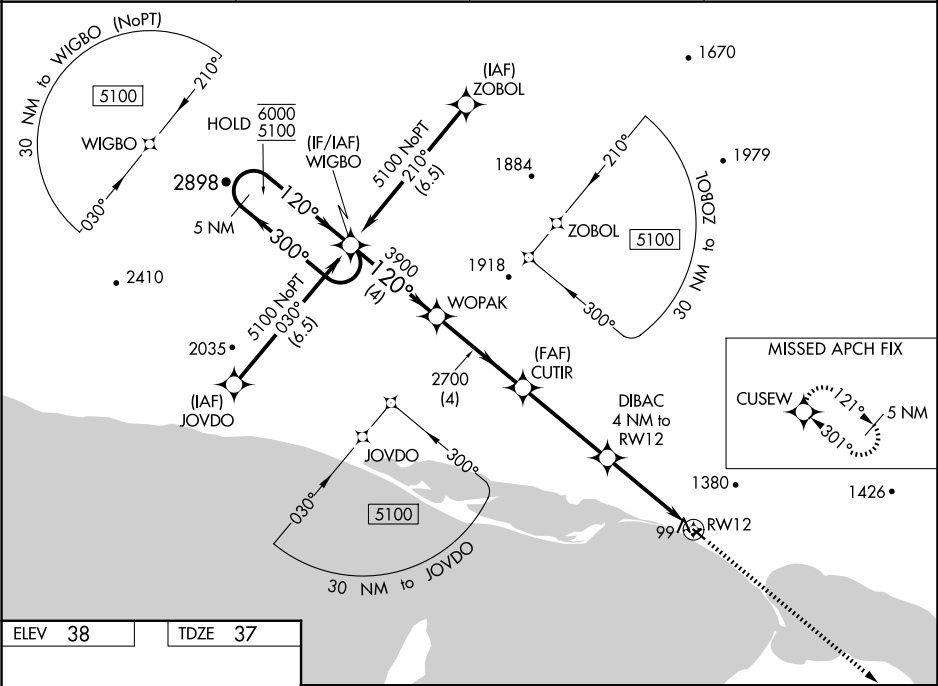 30 NM to WIGBO (NoPT)
5100
210°
WIGBO
030°
HOLD
6000
5100
(IF/IAF)
WIGBO
(IAF)
ZOBOL
5100 NoPT
210°
(6.5)
1670
1884
1979
210°
ZOBOL
5100
30 NM to ZOBOL
300°
2898
120°
5 NM
300°
2410
3900
120°
(4)
1918
WOPAK
5100 NoPT
030°
(6.5)
2035
(IAF)
JOVDO
2700
(4)
(FAF)
CUTIR
DIBAC
4 NM to
RW12
MISSED APCH FIX
CUSEW
121°
301°
5 NM
JOVDO
300°
030°
5100
30 NM to JOVDO
1380
1426
99
RW12
ELEV 38
TDZE 37